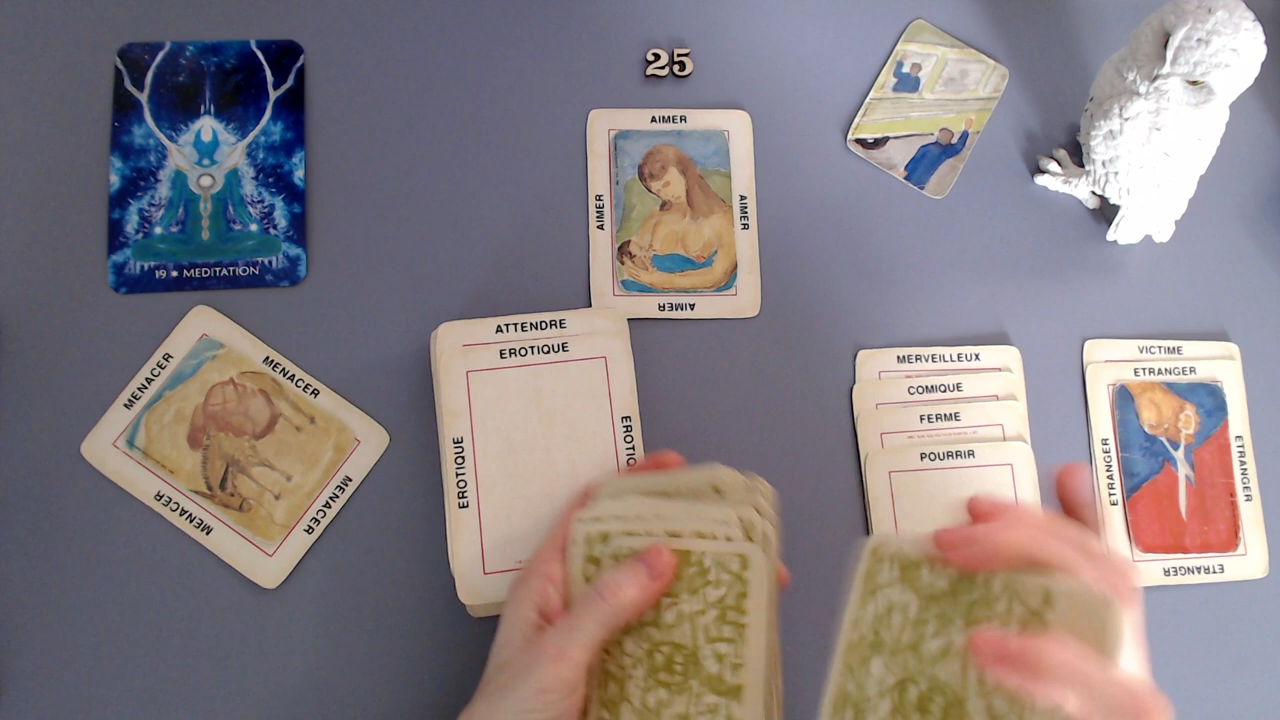 25
19 * MEDITATION
AIMER
AIMER
AIMER
AIMER
MENACER
MENACER
MENACER
MENACER
ATTENDRE
EROTIQUE
EROTIQUE
EROTIQ
MERVEILLEUX
COMIQUE
FERME
POURRIR
VICTIME
ETRANGER
ETRANGER
ETRANGER
ETRANGER